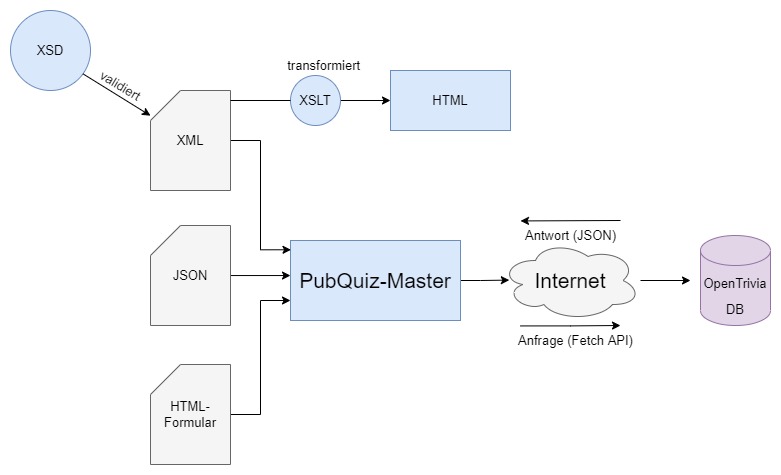 XSD
validiert
transformiert
XML
XSLT
HTML
JSON
PubQuiz-Master
Antwort (JSON)
Internet
Anfrage (Fetch API)
OpenTrivia
DB
HTML-
Formular